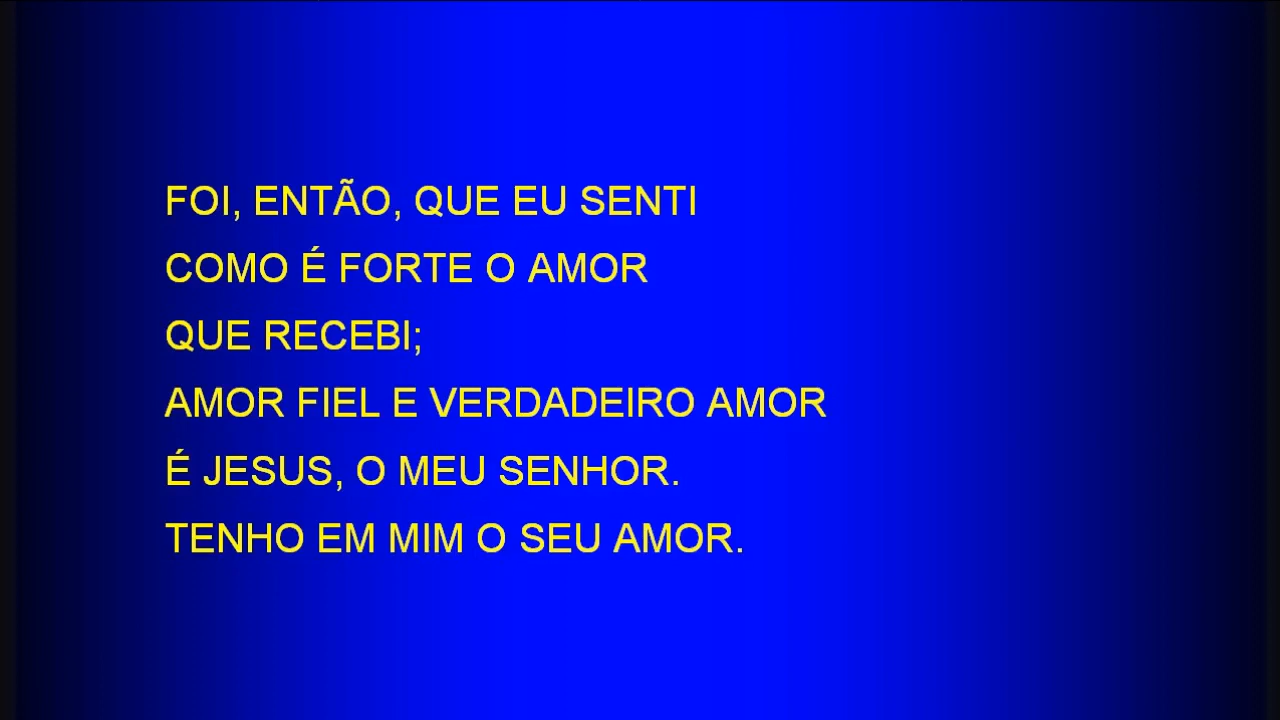 FOI, ENTÃO, QUE EU SENTI
COMO É FORTE O AMOR
QUE RECEBI;
AMOR FIEL E VERDADEIRO AMOR
É JESUS, O MEU SENHOR.
TENHO EM MIM O SEU AMOR.